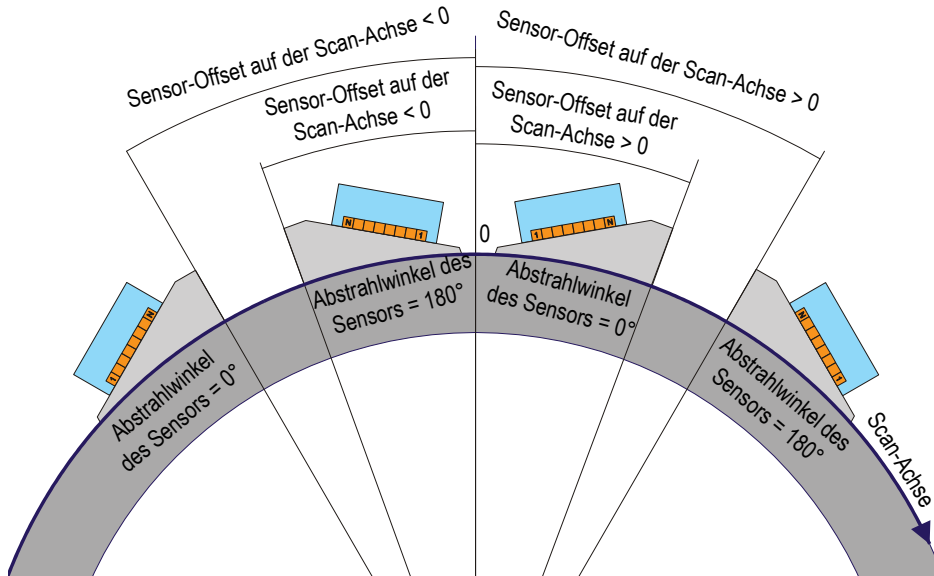 Sensor-Offset auf der Scan-Achse < 0
Sensor-Offset auf der Scan-Achse > 0
Sensor-Offset auf der
Scan-Achse < 0
Sensor-Offset auf der
Scan-Achse > 0
N 1
1 N
0
N
1
N
1
Abstrahlwinkel des
Sensors = 180°
Abstrahlwinkel
des Sensors = 0°
Abstrahlwinkel
des Sensors = 0°
Abstrahlwinkel des
Sensors = 180°
Scan-Achse